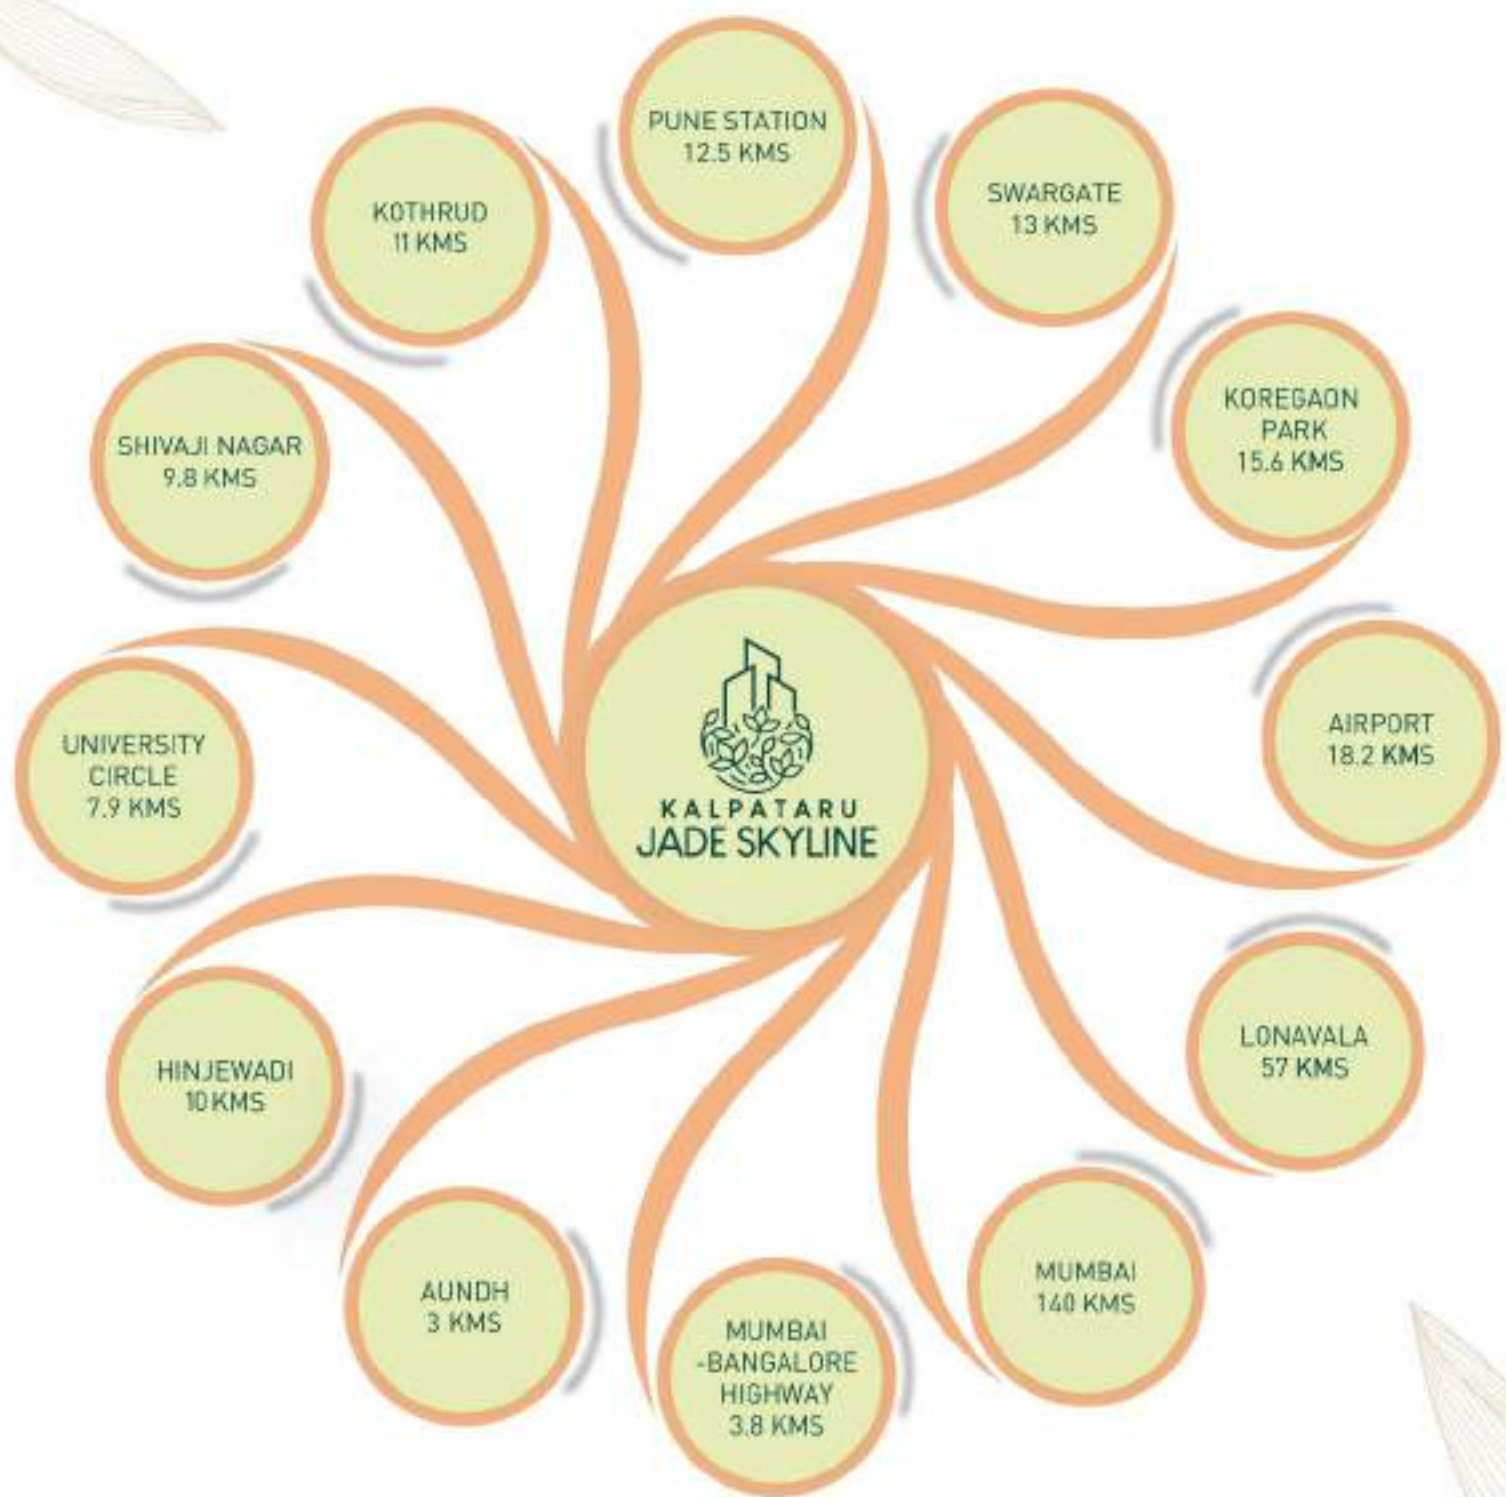 PUNE STATION
12.5 KMS
SWARGATE
13 KMS
KOREGAON
PARK
15.6 KMS
AIRPORT
18.2 KMS
LONAVALA
57 KMS
MUMBAI
140 KMS
MUMBAI
-BANGALORE
HIGHWAY
3.8 KMS
AUNDH
3 KMS
HINJEWADI
10 KMS
UNIVERSITY
CIRCLE
7.9 KMS
SHIVAJI NAGAR
9.8 KMS
KOTHRUD
11 KMS
KALPATARU
JADE SKYLINE